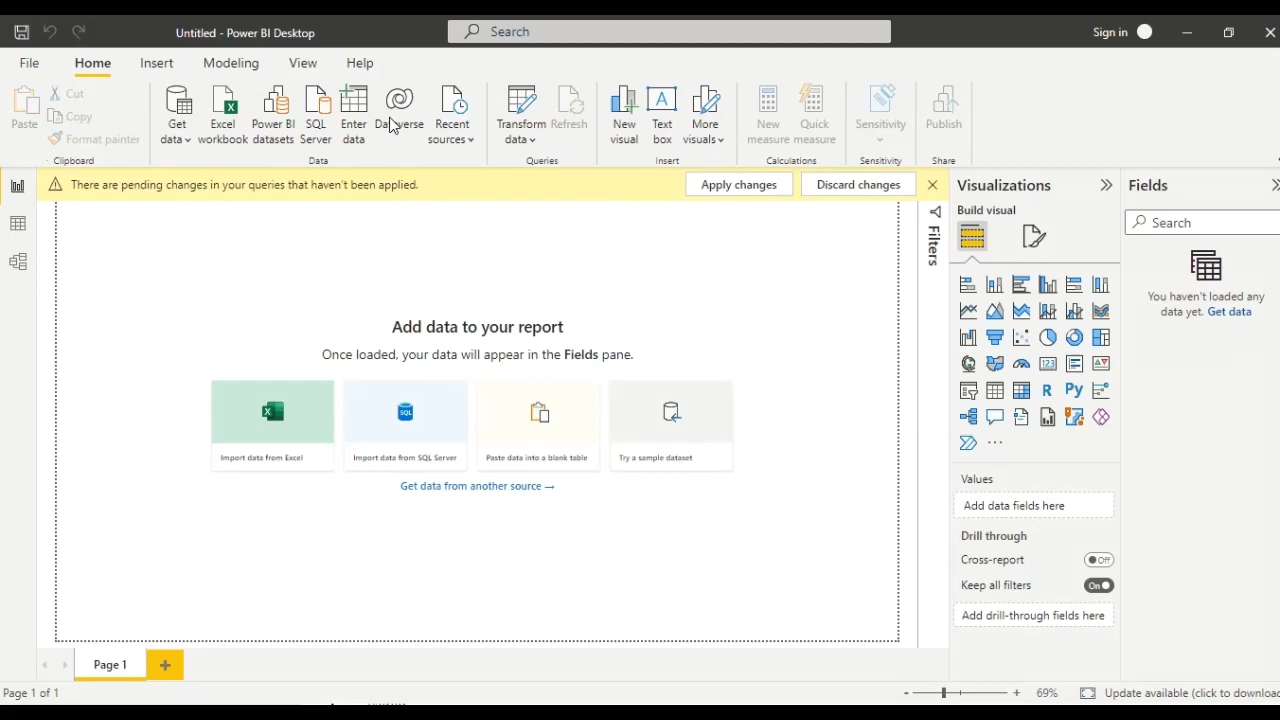 Untitled - Power BI Desktop
Search
Sign in
File
Home
Insert
Modeling
View
Help
Paste
Cut
Copy
Format painter
Clipboard
Get data
Excel workbook
Power BI datasets
SQL Server
Enter data
Recent sources
Data
Transform data
Refresh
Queries
New visual
Text box
More visuals
Insert
New measure
Quick measure
Calculations
Sensitivity
Sensitivity
Publish
Share
There are pending changes in your queries that haven't been applied.
Apply changes
Discard changes
Filters
Add data to your report
Once loaded, your data will appear in the Fields pane.
Import data from Excel
SQL
Import data from SQL Server
Paste data into a blank table
Try a sample dataset
Get data from another source →
Visualizations
Build visual
123
R
Py
Values
Add data fields here
Drill through
Cross-report
Off
Keep all filters
On
Add drill-through fields here
Fields
Search
You haven't loaded any
data yet. Get data
Page 1
Page 1 of 1
- + 69%
Update available (click to download